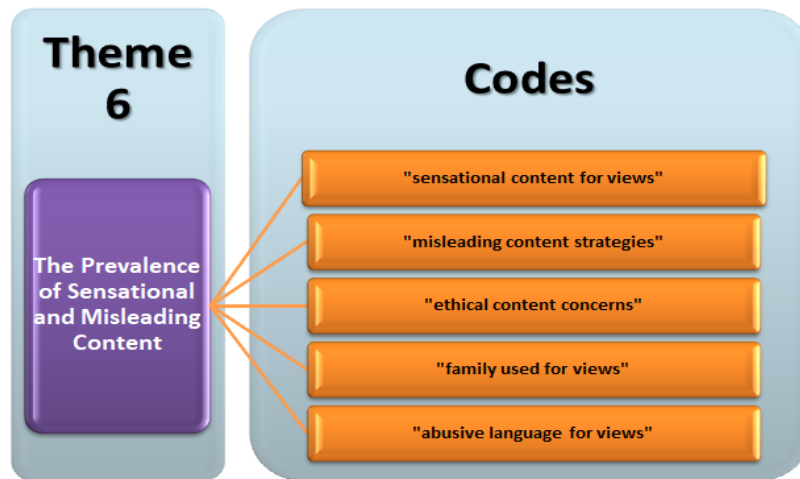 Theme
6
Codes
The Prevalence
of Sensational
and Misleading
Content
"sensational content for views"
"misleading content strategies"
"ethical content concerns"
"family used for views"
"abusive language for views"